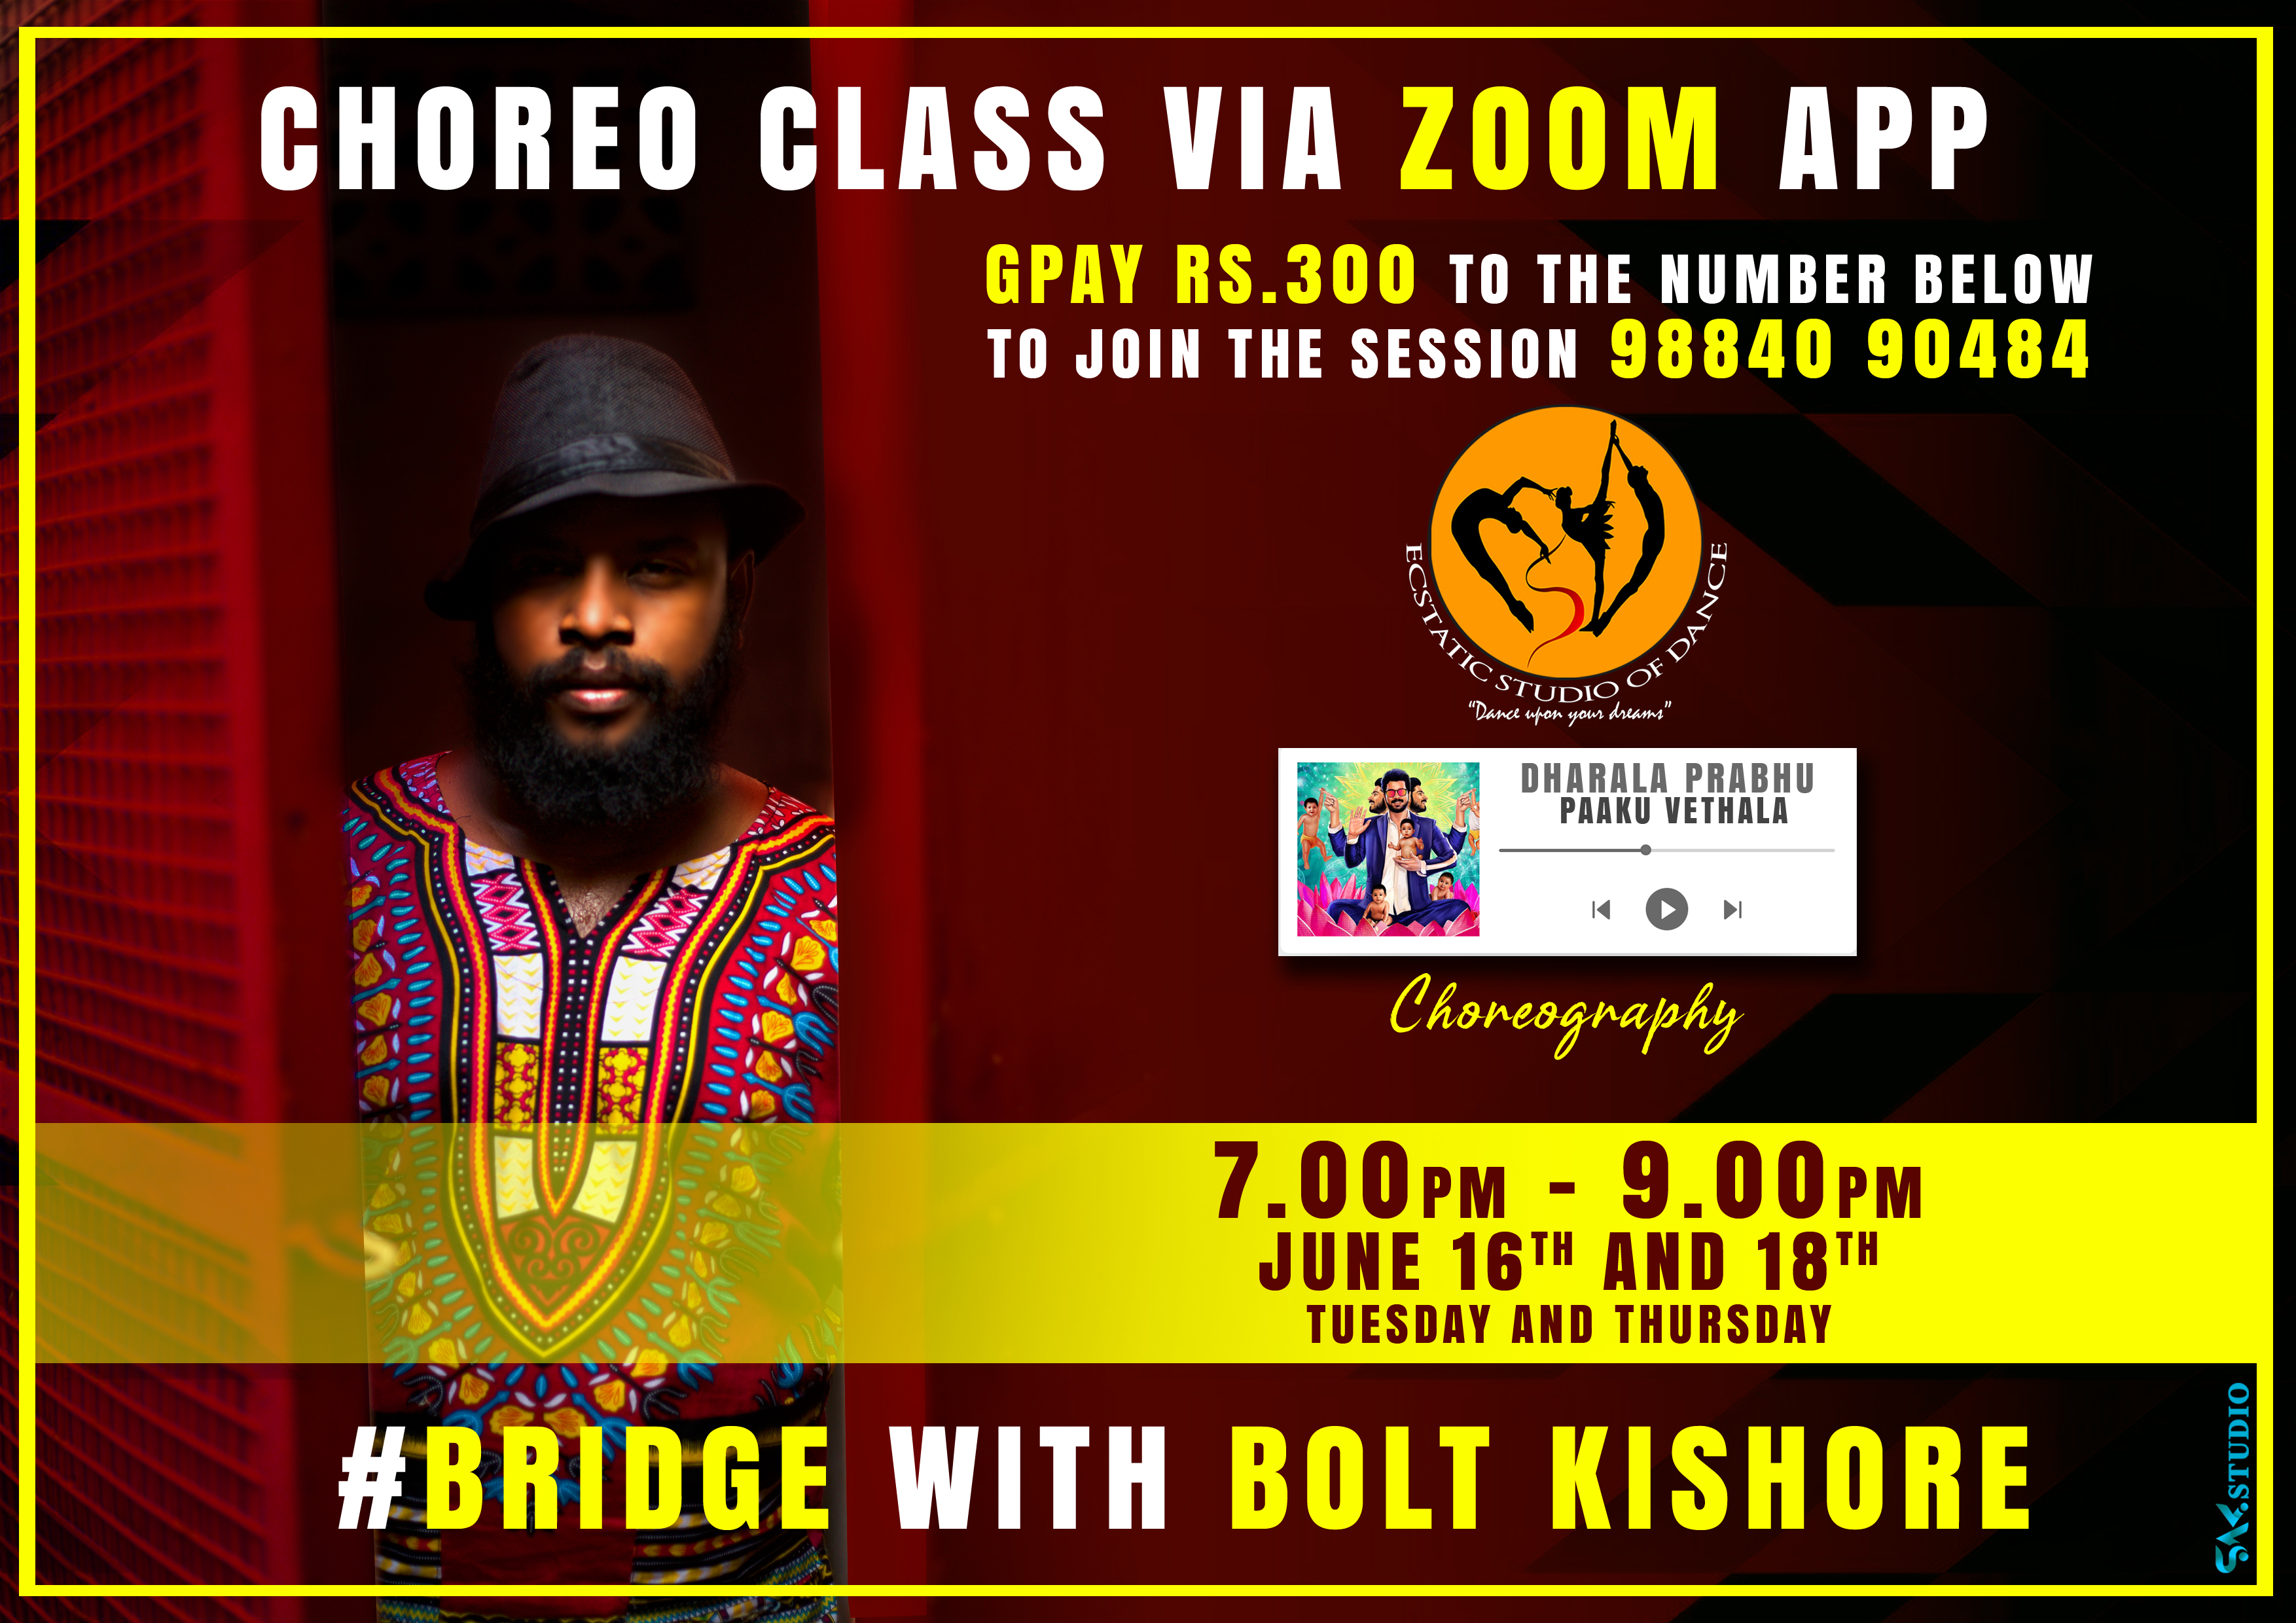 CHOREO CLASS VIA ZOOM APP
GPAY RS.300 TO THE NUMBER BELOW
TO JOIN THE SESSION 98840 90484
ECSTATIC STUDIO OF DANCE
“Dance upon your dreams”
DHARALA PRABHU
PAAKU VETHALA
Choreography
7.00PM - 9.00PM
JUNE 16TH AND 18TH
TUESDAY AND THURSDAY
#BRIDGE WITH BOLT KISHORE
STUDIO